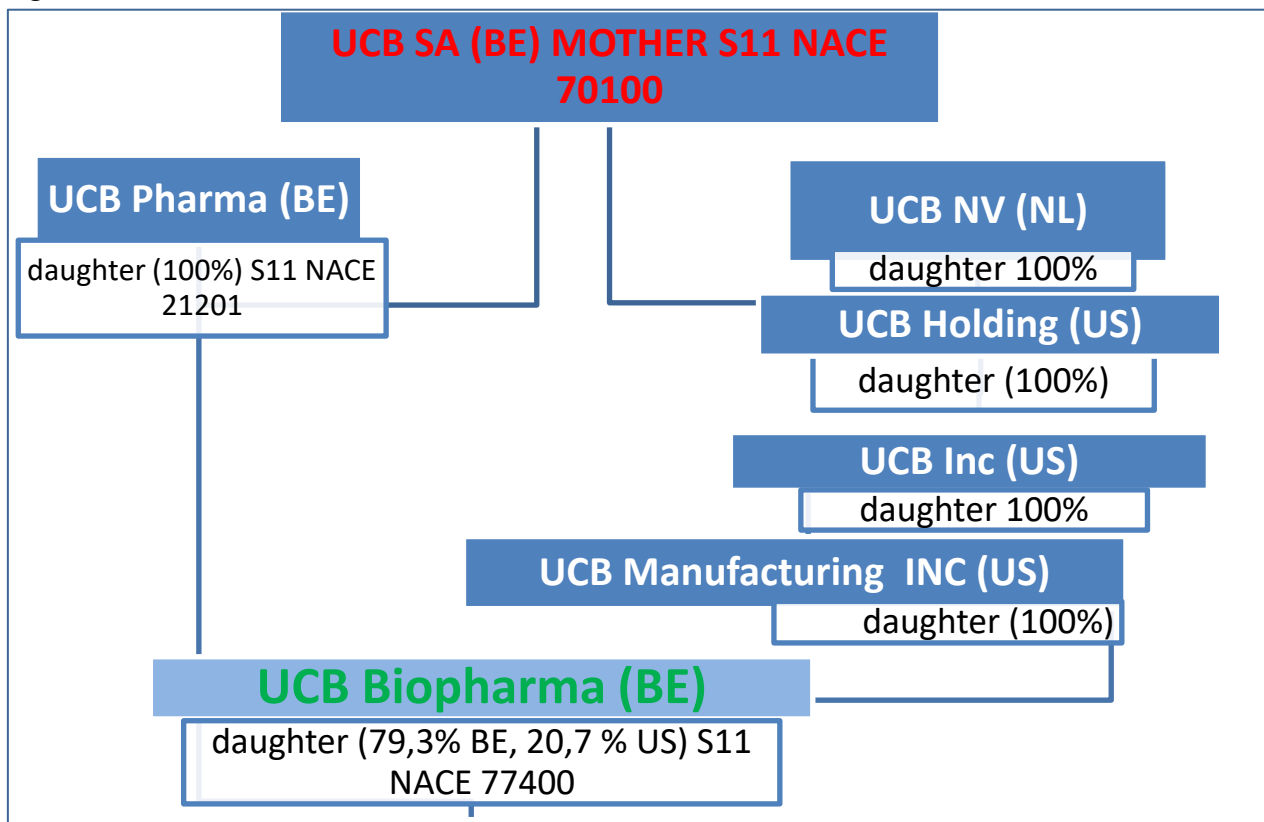 UCB SA (BE) MOTHER S11 NACE
70100
UCB Pharma (BE)
daughter (100%) S11 NACE
21201
UCB NV (NL)
daughter 100%
UCB Holding (US)
daughter (100%)
UCB Inc (US)
daughter 100%
UCB Manufacturing INC (US)
daughter (100%)
UCB Biopharma (BE)
daughter (79,3% BE, 20,7 % US) S11
NACE 77400